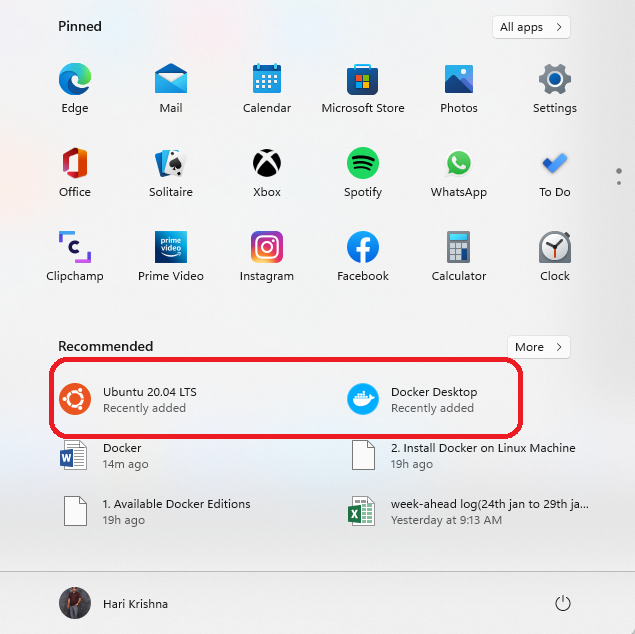 Pinned
All apps
Edge
Mail
Calendar
Microsoft Store
Photos
Settings
Office
Solitaire
Xbox
Spotify
WhatsApp
To Do
prime
video
Clipchamp
Prime Video
Instagram
Facebook
Calculator
Clock
Recommended
More
Ubuntu 20.04 LTS
Recently added
Docker Desktop
Recently added
Docker
14m ago
2. Install Docker on Linux Machine
19h ago
1. Available Docker Editions
19h ago
week-ahead log(24th jan to 29th ja...
Yesterday at 9:13 AM
Hari Krishna